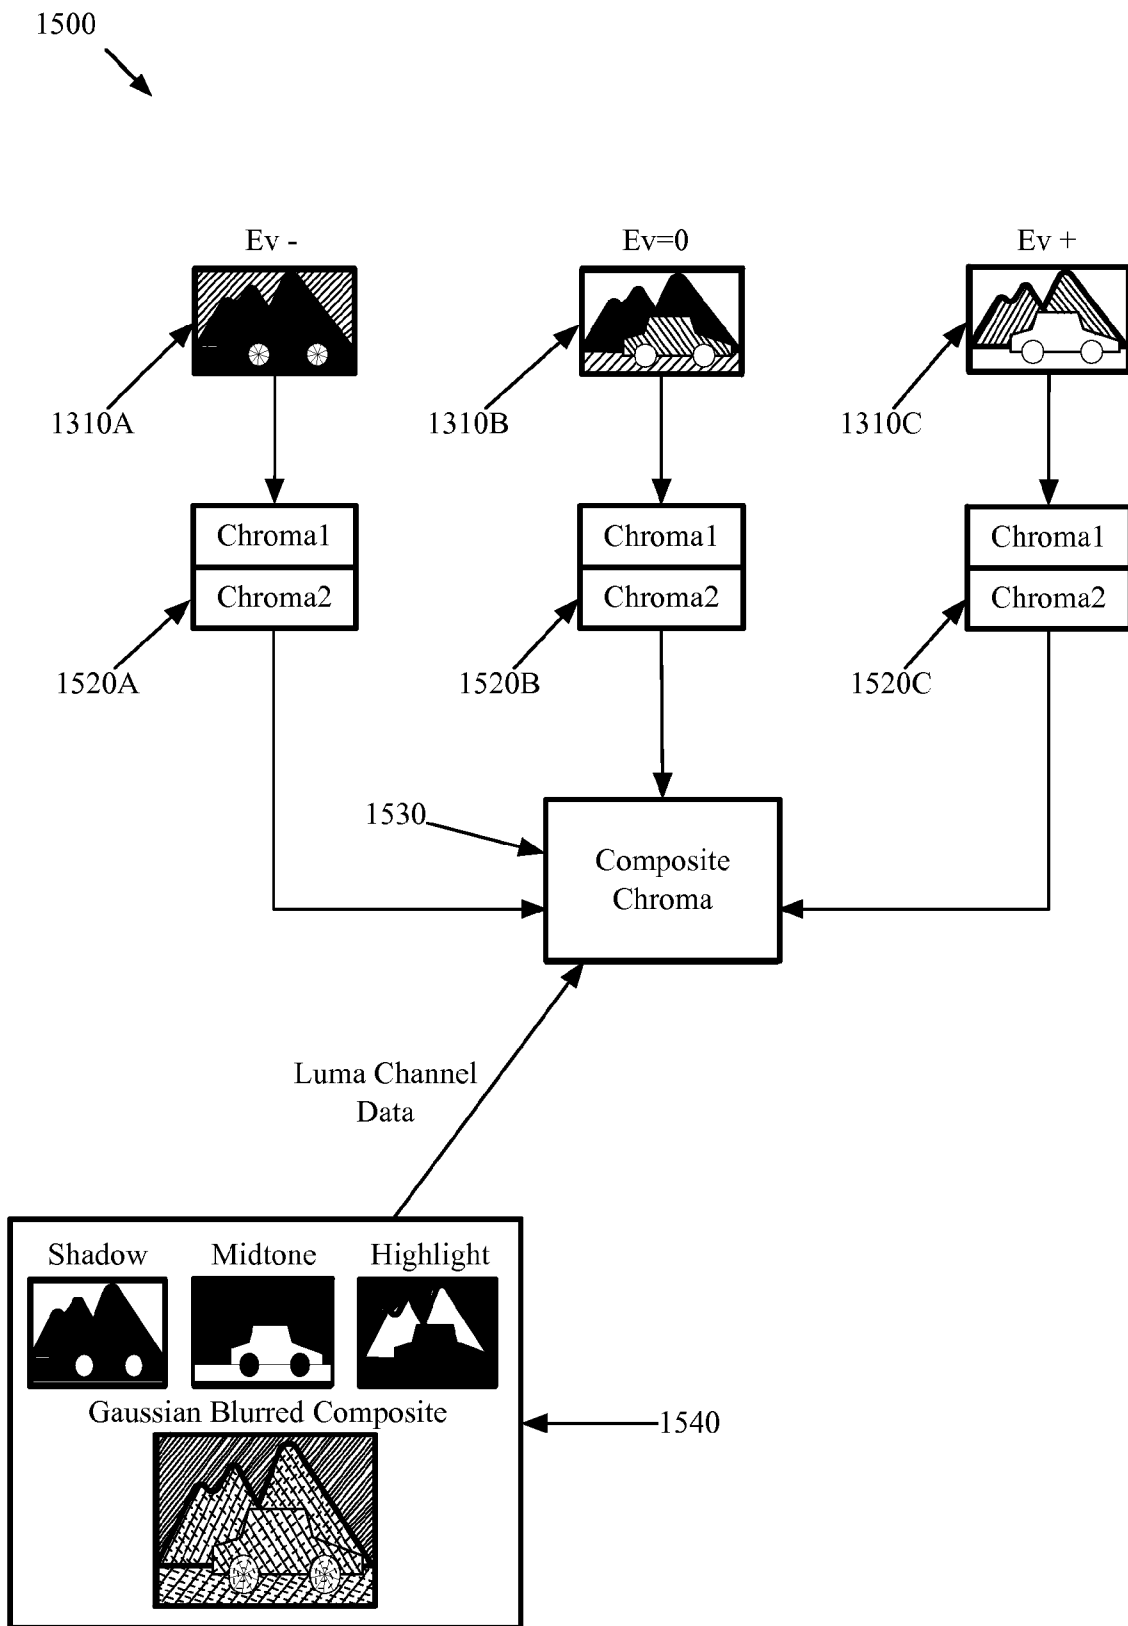 1500
Ev -
Ev=0
Ev +
1310A
1310B
1310C
Chroma1
Chroma1
Chroma1
Chroma2
Chroma2
Chroma2
1520A
1520B
1520C
1530
Composite
Chroma
Luma Channel
Data
Shadow
Midtone
Highlight
Gaussian Blurred Composite
1540